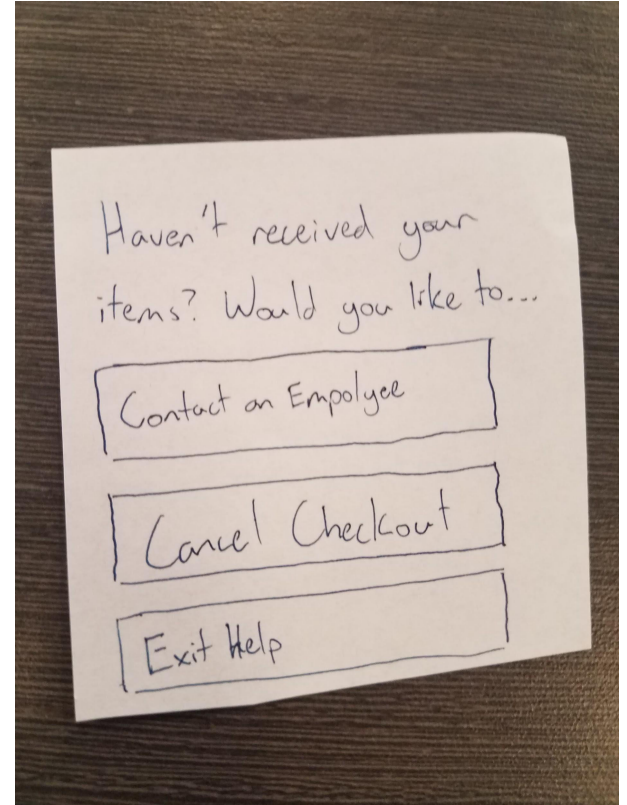 Haven't received your
items? Would you like to...
Contact an Empolyee
Cancel Checkout
Exit Help